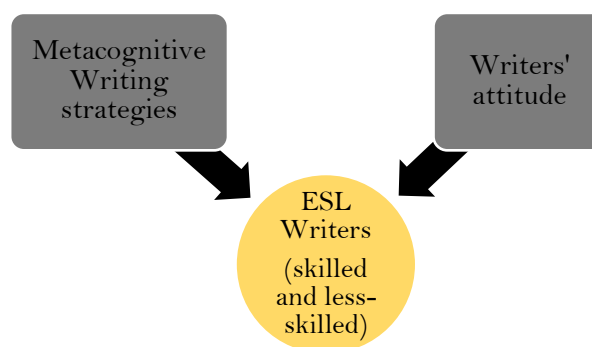 Metacognitive
Writing
strategies
Writers'
attitude
ESL
Writers
(skilled
and less-
skilled)